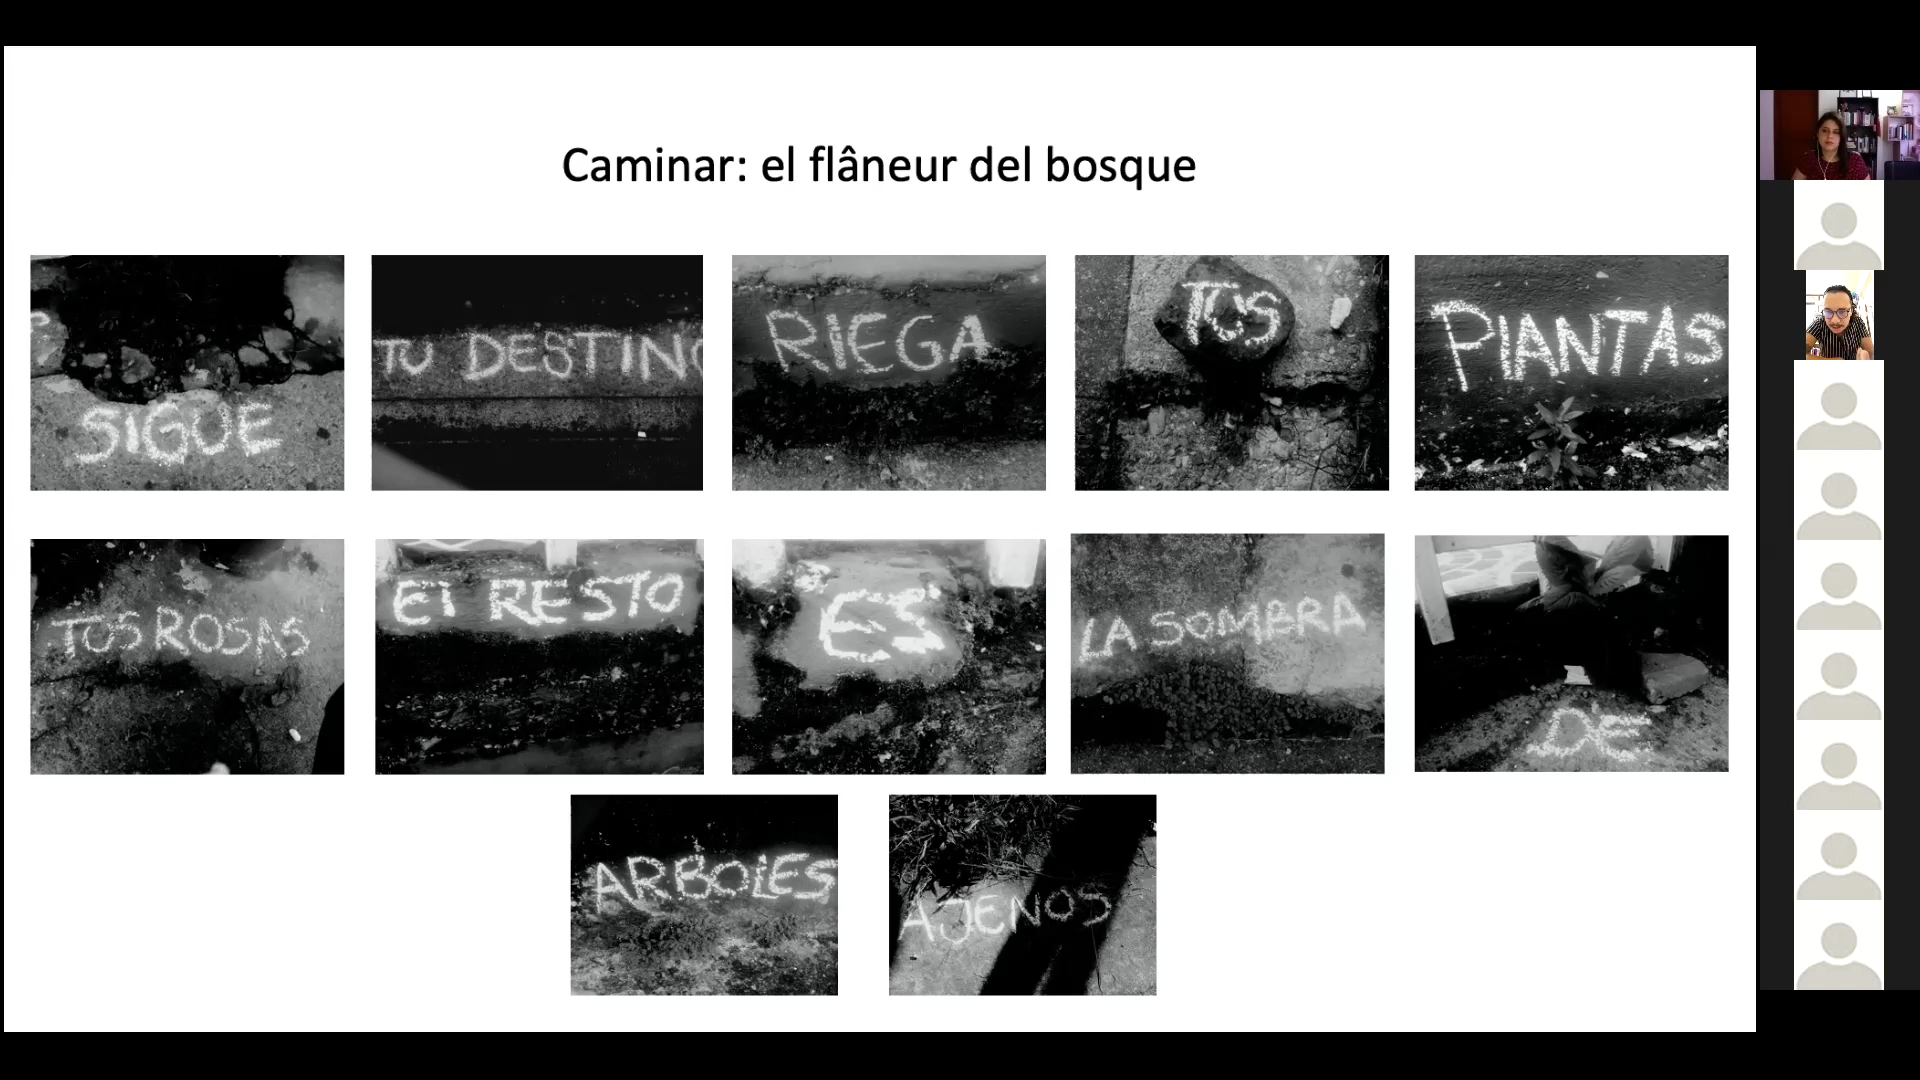 Caminar: el flâneur del bosque
SIGUE
TU DESTINO
RIEGA
TUS
PLANTAS
TUS ROSAS
El RESTO
ES
LA SOMBRA
DE
ARBOLES
AJENOS